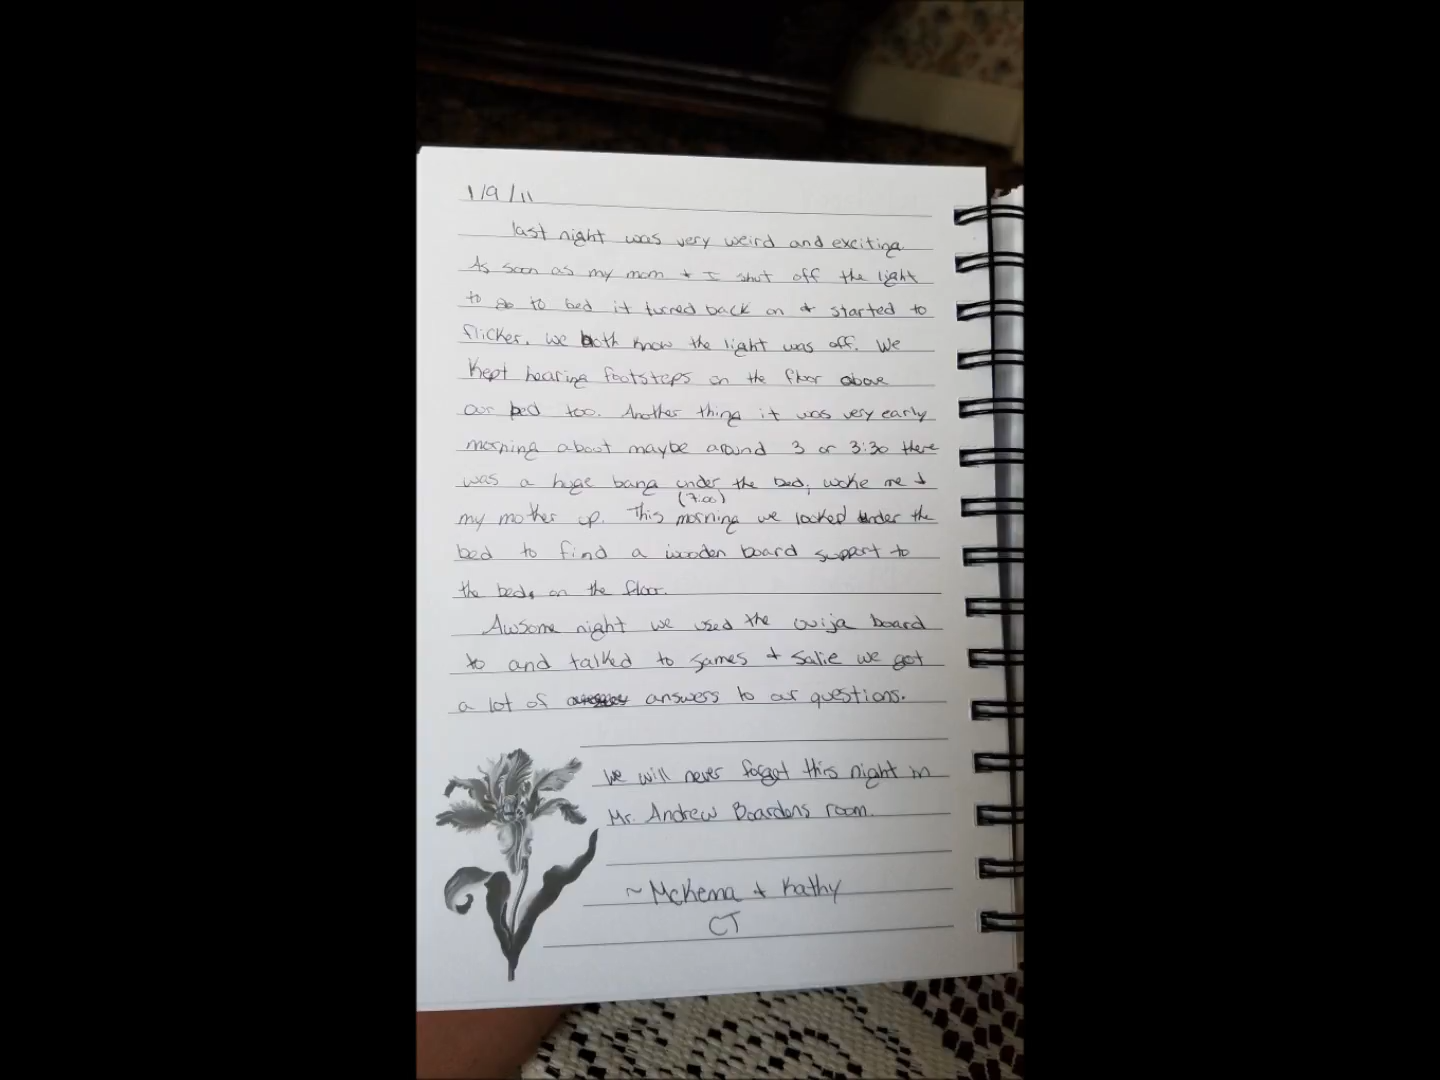 1/9/11
last night was very weird and exciting
As soon as my mom + I shut off the light
to go to bed it turned back on + started to
flicker. We both know the light was off. We
Kept hearing footsteps on the floor above
our bed too. Another thing it was very early
morning about maybe around 3 or 3:30 there
was a huge bang under the bed, woke me +
(7:00)
my mother up. This morning we looked under the
bed to find a wooden board support to
the bed, on the floor.
Awsome night we used the ouija board
to and talked to James + Salie we got
a lot of answers to our questions.
We will never forget this night in
Mr. Andrew Boardens room.
~ McKenna + Kathy
CT